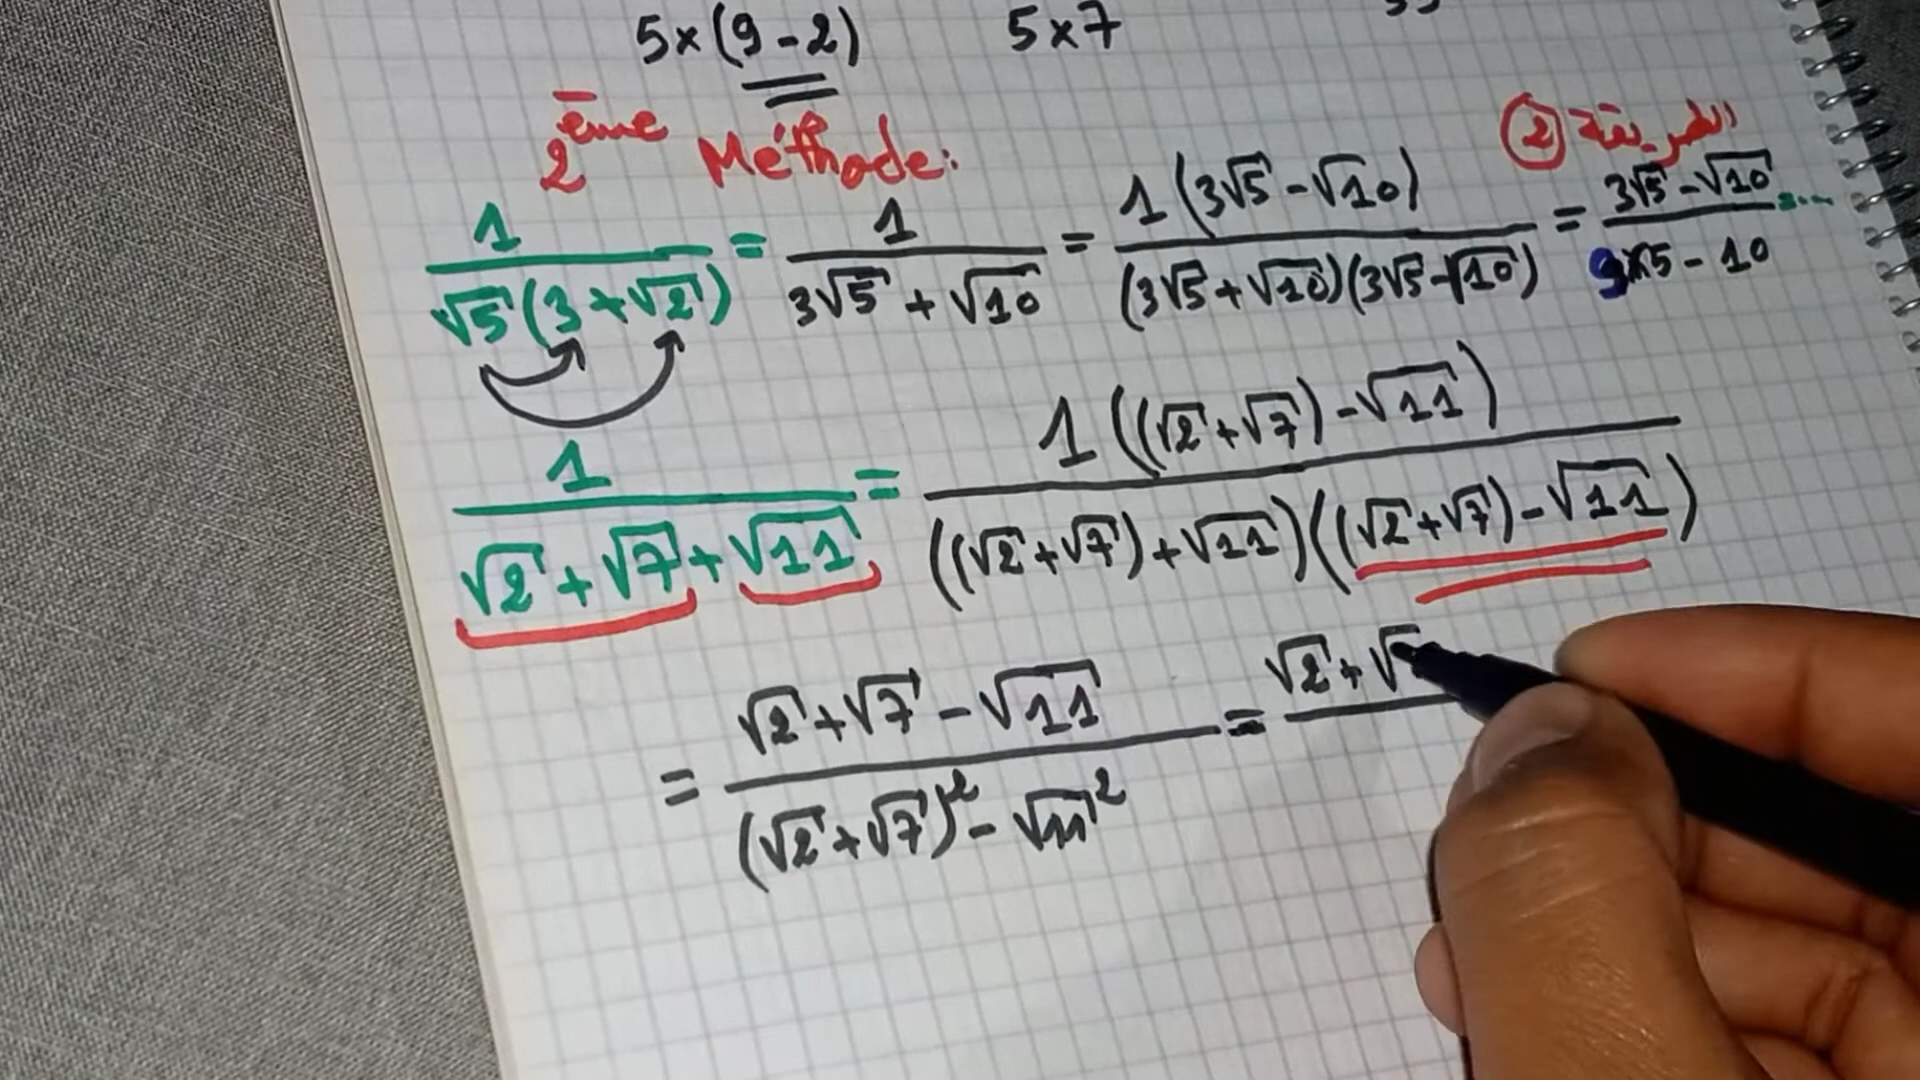 5×(9-2) 5×7
2ème Méthode: ② الطريقة
1/(√5(3+√2)) = 1/(3√5+√10) = 1(3√5-√10)/((3√5+√10)(3√5-√10)) = (3√5-√10)/(9×5-10) ...
1/(√2+√7+√11) = 1((√2+√7)-√11)/(((√2+√7)+√11)((√2+√7)-√11))
= (√2+√7-√11)/((√2+√7)²-√11²) = √2+√